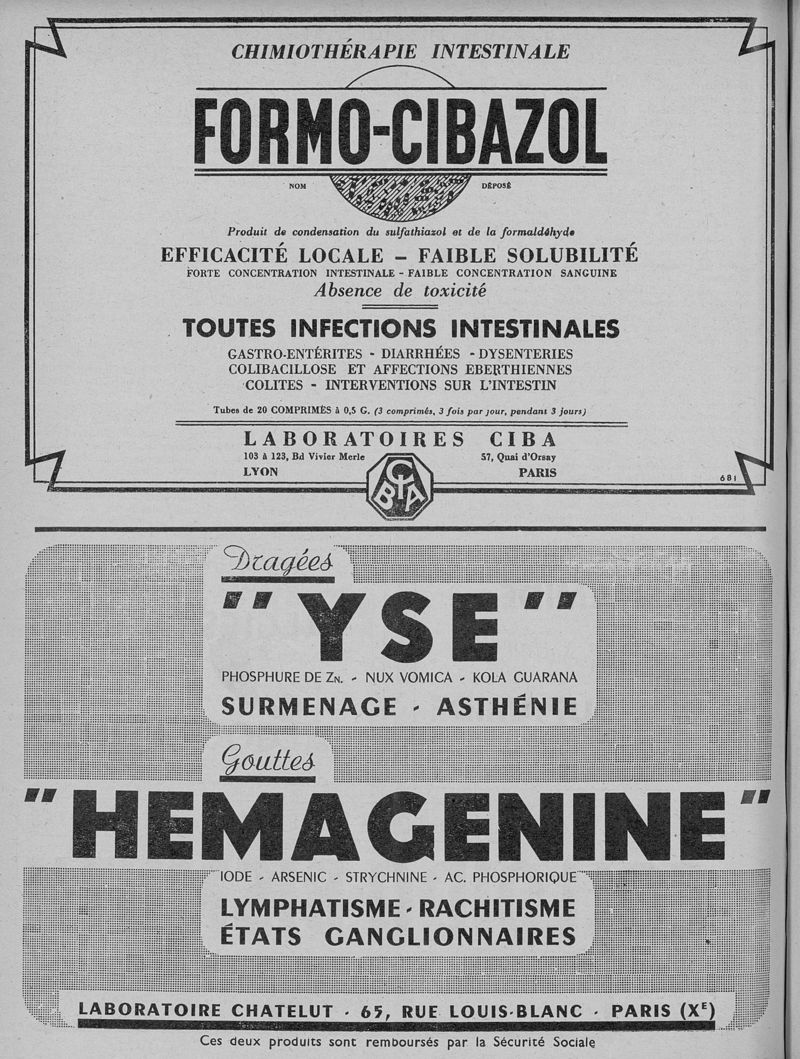 CHIMIOTHÉRAPIE INTESTINALE
FORMO-CIBAZOL
NOM DÉPOSÉ
Produit de condensation du sulfathiazol et de la formaldéhyde
EFFICACITÉ LOCALE – FAIBLE SOLUBILITÉ
FORTE CONCENTRATION INTESTINALE - FAIBLE CONCENTRATION SANGUINE
Absence de toxicité
TOUTES INFECTIONS INTESTINALES
GASTRO-ENTÉRITES - DIARRHÉES - DYSENTERIES
COLIBACILLOSE ET AFFECTIONS EBERTHIENNES
COLITES - INTERVENTIONS SUR L'INTESTIN
Tubes de 20 COMPRIMÉS à 0,5 G. (3 comprimés, 3 fois par jour, pendant 3 jours)
LABORATOIRES CIBA
103 à 123, Bd Vivier Merle 57, Quai d'Orsay
LYON PARIS
CIBA
681
Dragées
"YSE"
PHOSPHURE DE ZN. - NUX VOMICA - KOLA GUARANA
SURMENAGE - ASTHÉNIE
Gouttes
"HEMAGENINE"
IODE - ARSENIC - STRYCHNINE - AC. PHOSPHORIQUE
LYMPHATISME - RACHITISME
ÉTATS GANGLIONNAIRES
LABORATOIRE CHATELUT - 65, RUE LOUIS-BLANC - PARIS (XE)
Ces deux produits sont remboursés par la Sécurité Sociale